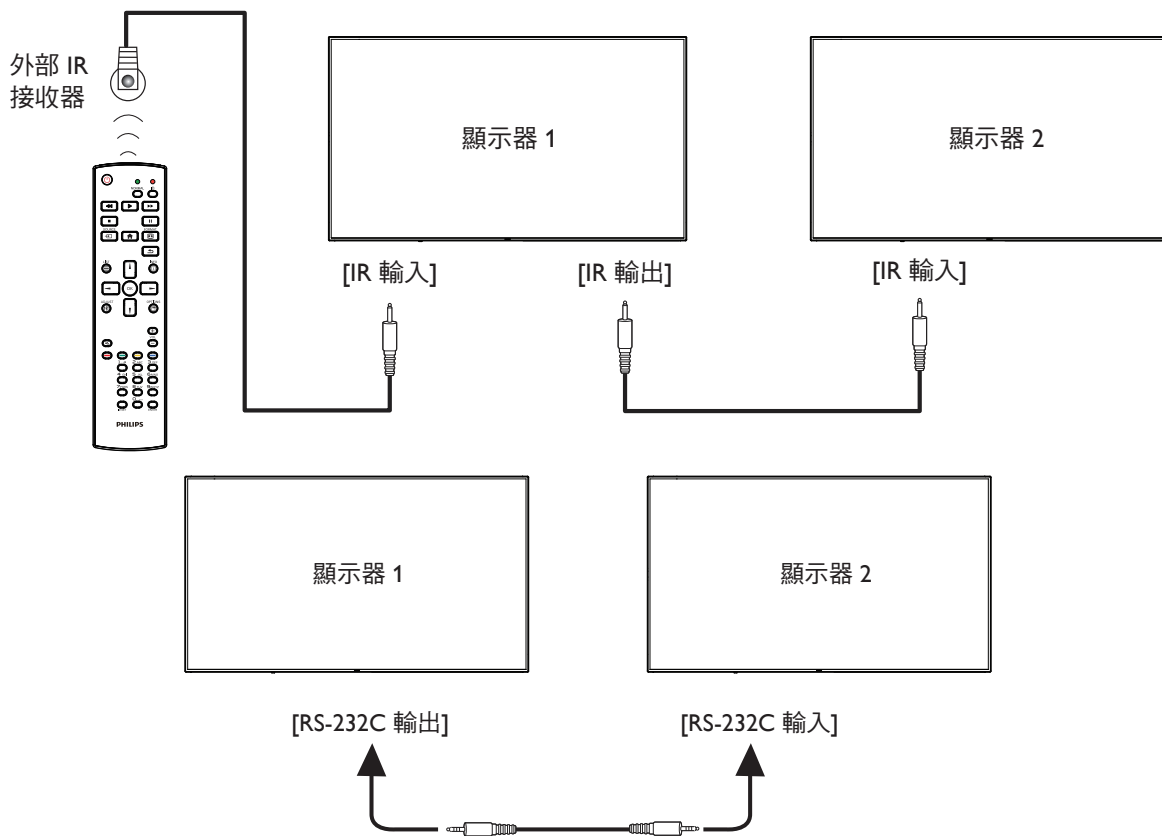 外部 IR
接收器
顯示器 1
顯示器 2
[IR 輸入]
[IR 輸出]
[IR 輸入]
PHILIPS
顯示器 1
顯示器 2
[RS-232C 輸出]
[RS-232C 輸入]